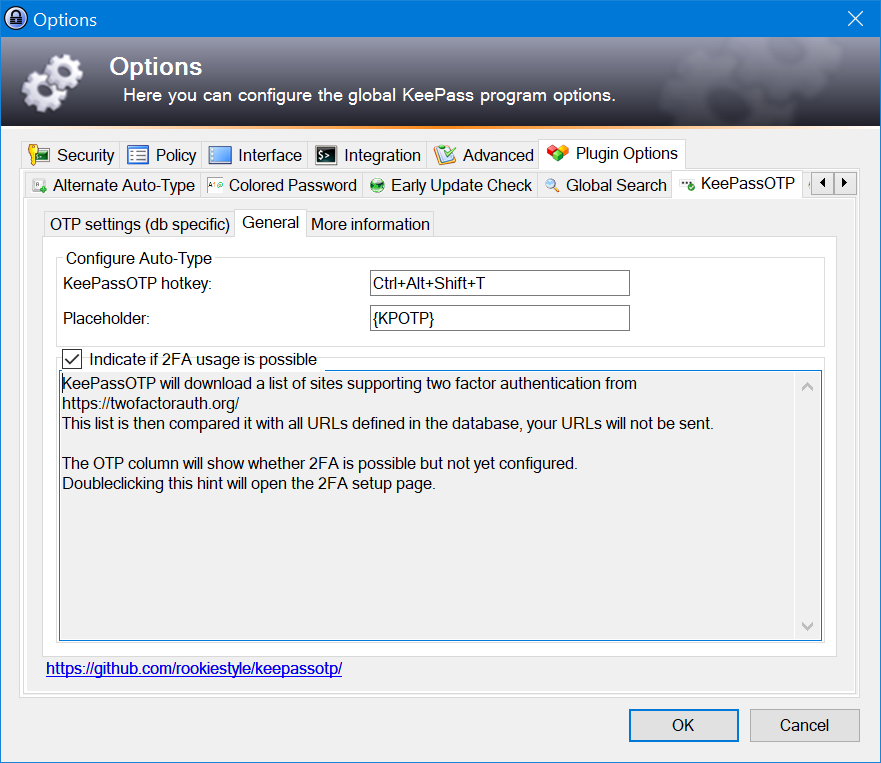 Options
Options
Here you can configure the global KeePass program options.
Security Policy Interface Integration Advanced Plugin Options
Alternate Auto-Type Colored Password Early Update Check Global Search KeePassOTP
OTP settings (db specific) General More information
Configure Auto-Type
KeePassOTP hotkey: Ctrl+Alt+Shift+T
Placeholder: {KPOTP}
Indicate if 2FA usage is possible
KeePassOTP will download a list of sites supporting two factor authentication from
https://twofactorauth.org/
This list is then compared it with all URLs defined in the database, your URLs will not be sent.
The OTP column will show whether 2FA is possible but not yet configured.
Doubleclicking this hint will open the 2FA setup page.
https://github.com/rookiestyle/keepassotp/
OK Cancel